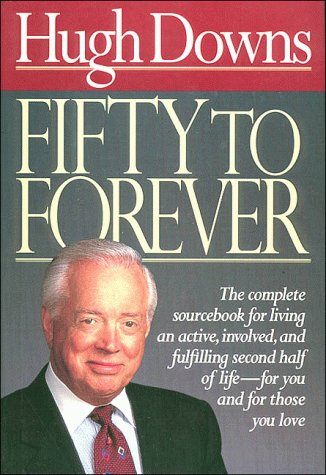 Hugh Downs
FIFTY TO
FOREVER
The complete
sourcebook for living
an active, involved, and
fulfilling second half
of life—for you
and for those
you love